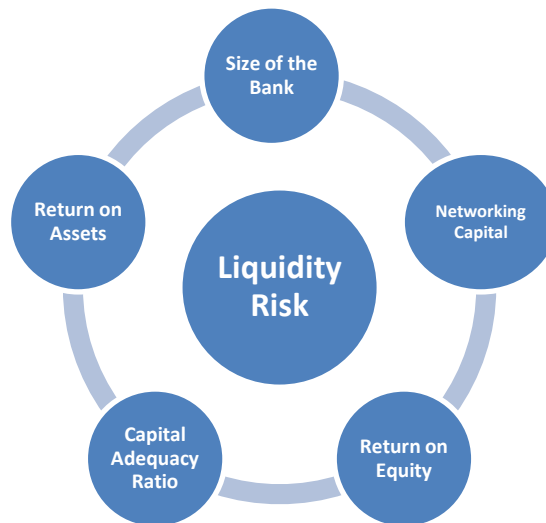 Size of the
Bank
Networking
Capital
Return on
Equity
Capital
Adequacy
Ratio
Return on
Assets
Liquidity
Risk